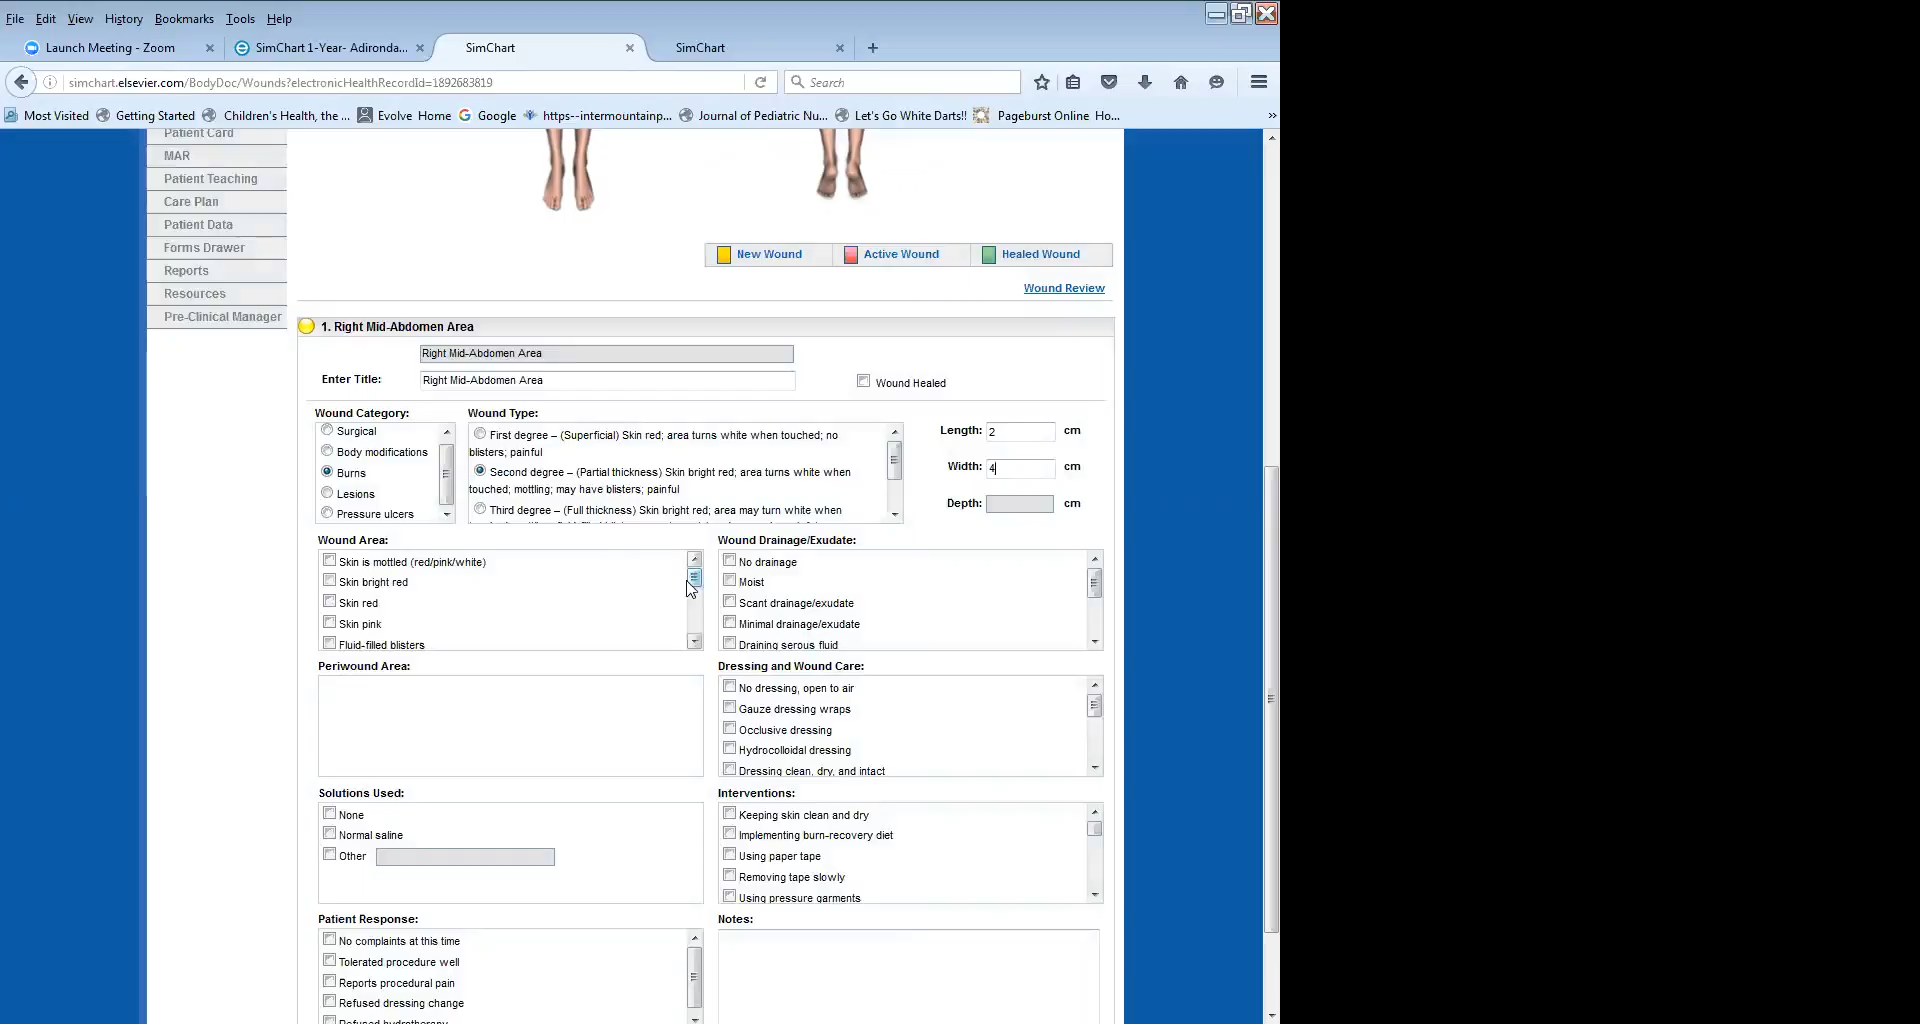 File Edit View History Bookmarks Tools Help
Launch Meeting - Zoom SimChart 1-Year- Adironda... SimChart SimChart
simchart.elsevier.com/BodyDoc/Wounds?electronicHealthRecordId=1892683819 Search
Most Visited Getting Started Children's Health, the ... Evolve Home Google https--intermountainp... Journal of Pediatric Nu... Let's Go White Darts!! Pageburst Online Ho... »
Patient Card
MAR
Patient Teaching
Care Plan
Patient Data
Forms Drawer
Reports
Resources
Pre-Clinical Manager
New Wound Active Wound Healed Wound
Wound Review
1. Right Mid-Abdomen Area
Right Mid-Abdomen Area
Enter Title: Right Mid-Abdomen Area Wound Healed
Wound Category:
Surgical
Body modifications
Burns
Lesions
Pressure ulcers
Wound Type:
First degree – (Superficial) Skin red; area turns white when touched; no
blisters; painful
Second degree – (Partial thickness) Skin bright red; area turns white when
touched; mottling; may have blisters; painful
Third degree – (Full thickness) Skin bright red; area may turn white when
Length: 2 cm
Width: 4 cm
Depth: cm
Wound Area:
Skin is mottled (red/pink/white)
Skin bright red
Skin red
Skin pink
Fluid-filled blisters
Wound Drainage/Exudate:
No drainage
Moist
Scant drainage/exudate
Minimal drainage/exudate
Draining serous fluid
Periwound Area:
Dressing and Wound Care:
No dressing, open to air
Gauze dressing wraps
Occlusive dressing
Hydrocolloidal dressing
Dressing clean, dry, and intact
Solutions Used:
None
Normal saline
Other
Interventions:
Keeping skin clean and dry
Implementing burn-recovery diet
Using paper tape
Removing tape slowly
Using pressure garments
Patient Response:
No complaints at this time
Tolerated procedure well
Reports procedural pain
Refused dressing change
Refused hydrotherapy
Notes: